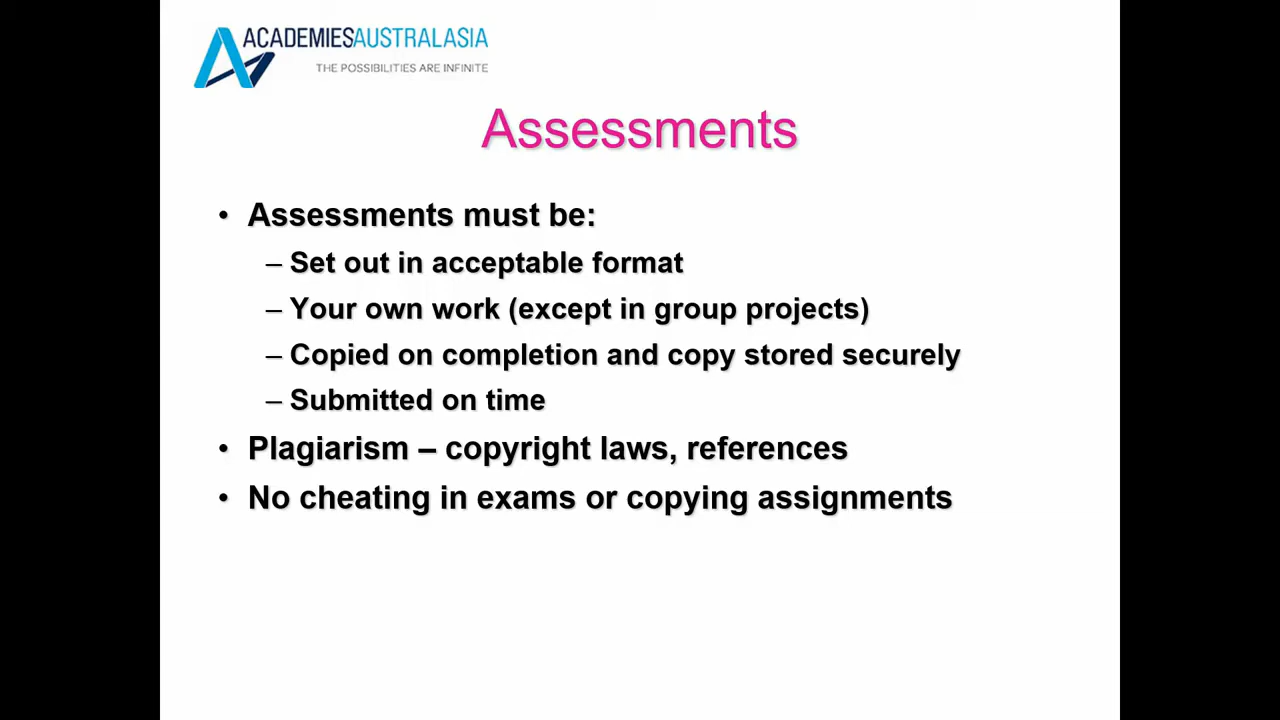 ACADEMIESAUSTRALASIA
THE POSSIBILITIES ARE INFINITE
Assessments
• Assessments must be:
– Set out in acceptable format
– Your own work (except in group projects)
– Copied on completion and copy stored securely
– Submitted on time
• Plagiarism – copyright laws, references
• No cheating in exams or copying assignments